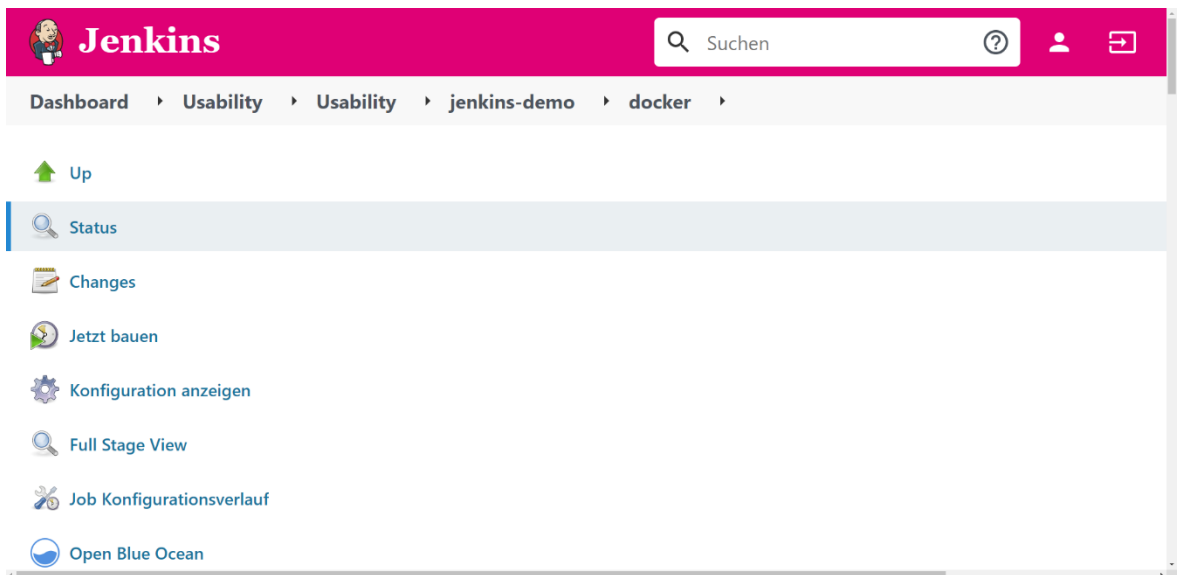 Jenkins
Suchen
Dashboard Usability Usability jenkins-demo docker
Up
Status
Changes
Jetzt bauen
Konfiguration anzeigen
Full Stage View
Job Konfigurationsverlauf
Open Blue Ocean